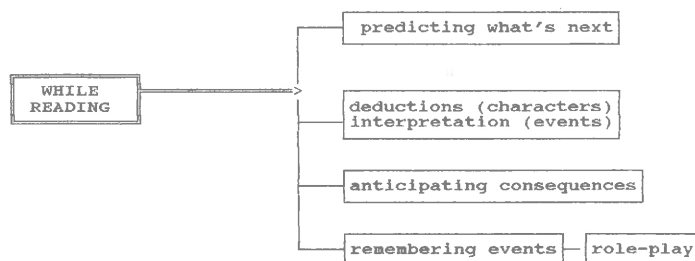 predicting what's next
WHILE
READING
deductions (characters)
interpretation (events)
anticipating consequences
remembering events
role-play